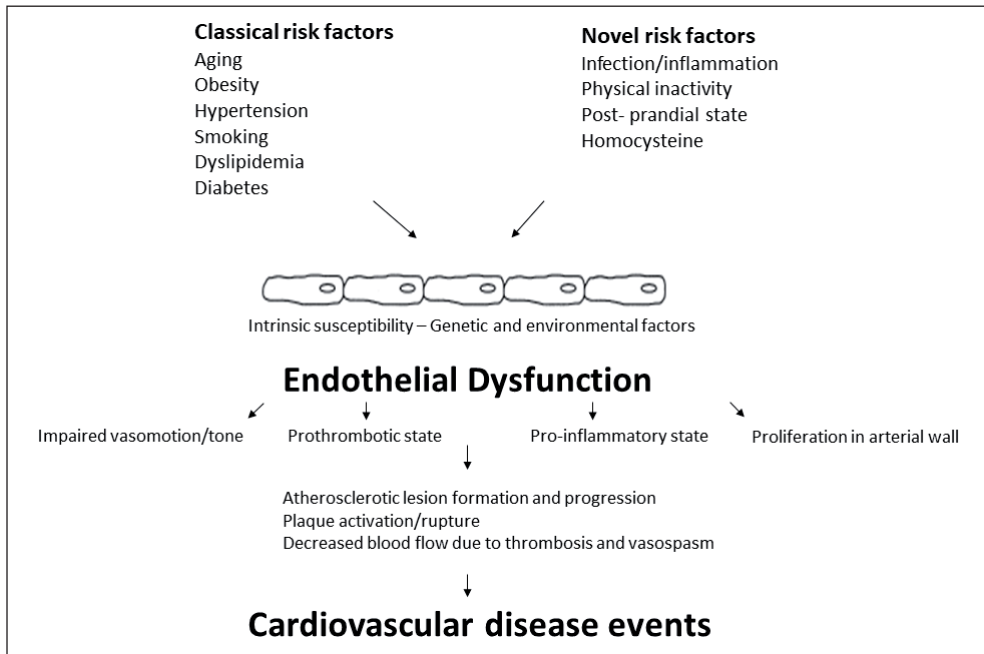 Classical risk factors
Aging
Obesity
Hypertension
Smoking
Dyslipidemia
Diabetes
Novel risk factors
Infection/inflammation
Physical inactivity
Post- prandial state
Homocysteine
Intrinsic susceptibility – Genetic and environmental factors
Endothelial Dysfunction
Impaired vasomotion/tone
Prothrombotic state
Pro-inflammatory state
Proliferation in arterial wall
Atherosclerotic lesion formation and progression
Plaque activation/rupture
Decreased blood flow due to thrombosis and vasospasm
Cardiovascular disease events